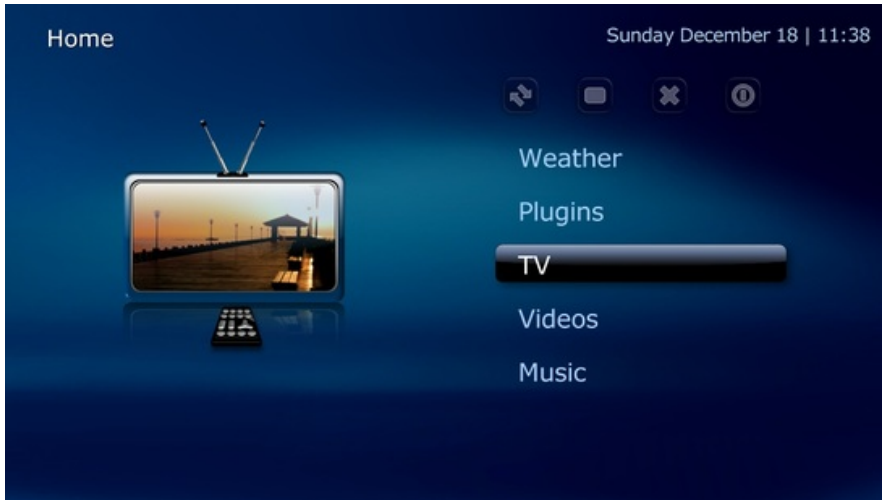 Home
Sunday December 18 | 11:38
Weather
Plugins
TV
Videos
Music